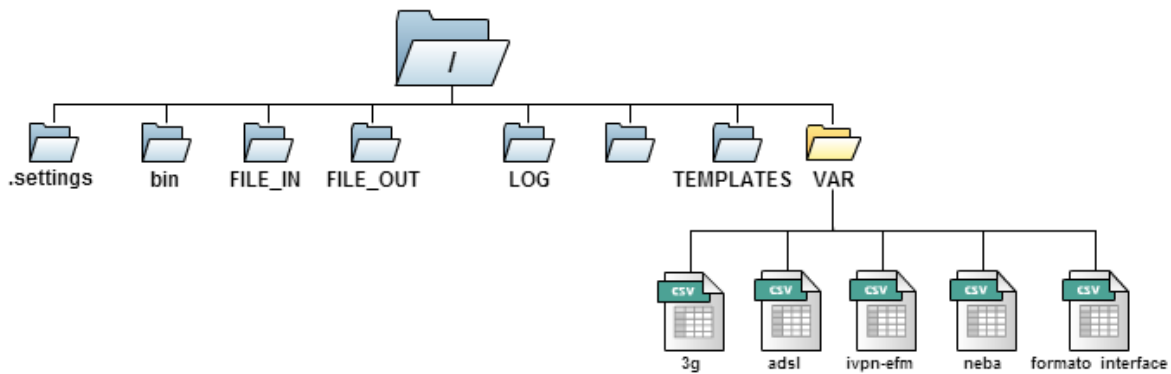 /
.settings
bin
FILE_IN
FILE_OUT
LOG
TEMPLATES
VAR
CSV
CSV
CSV
CSV
CSV
3g
adsl
ivpn-efm
neba
formato interface